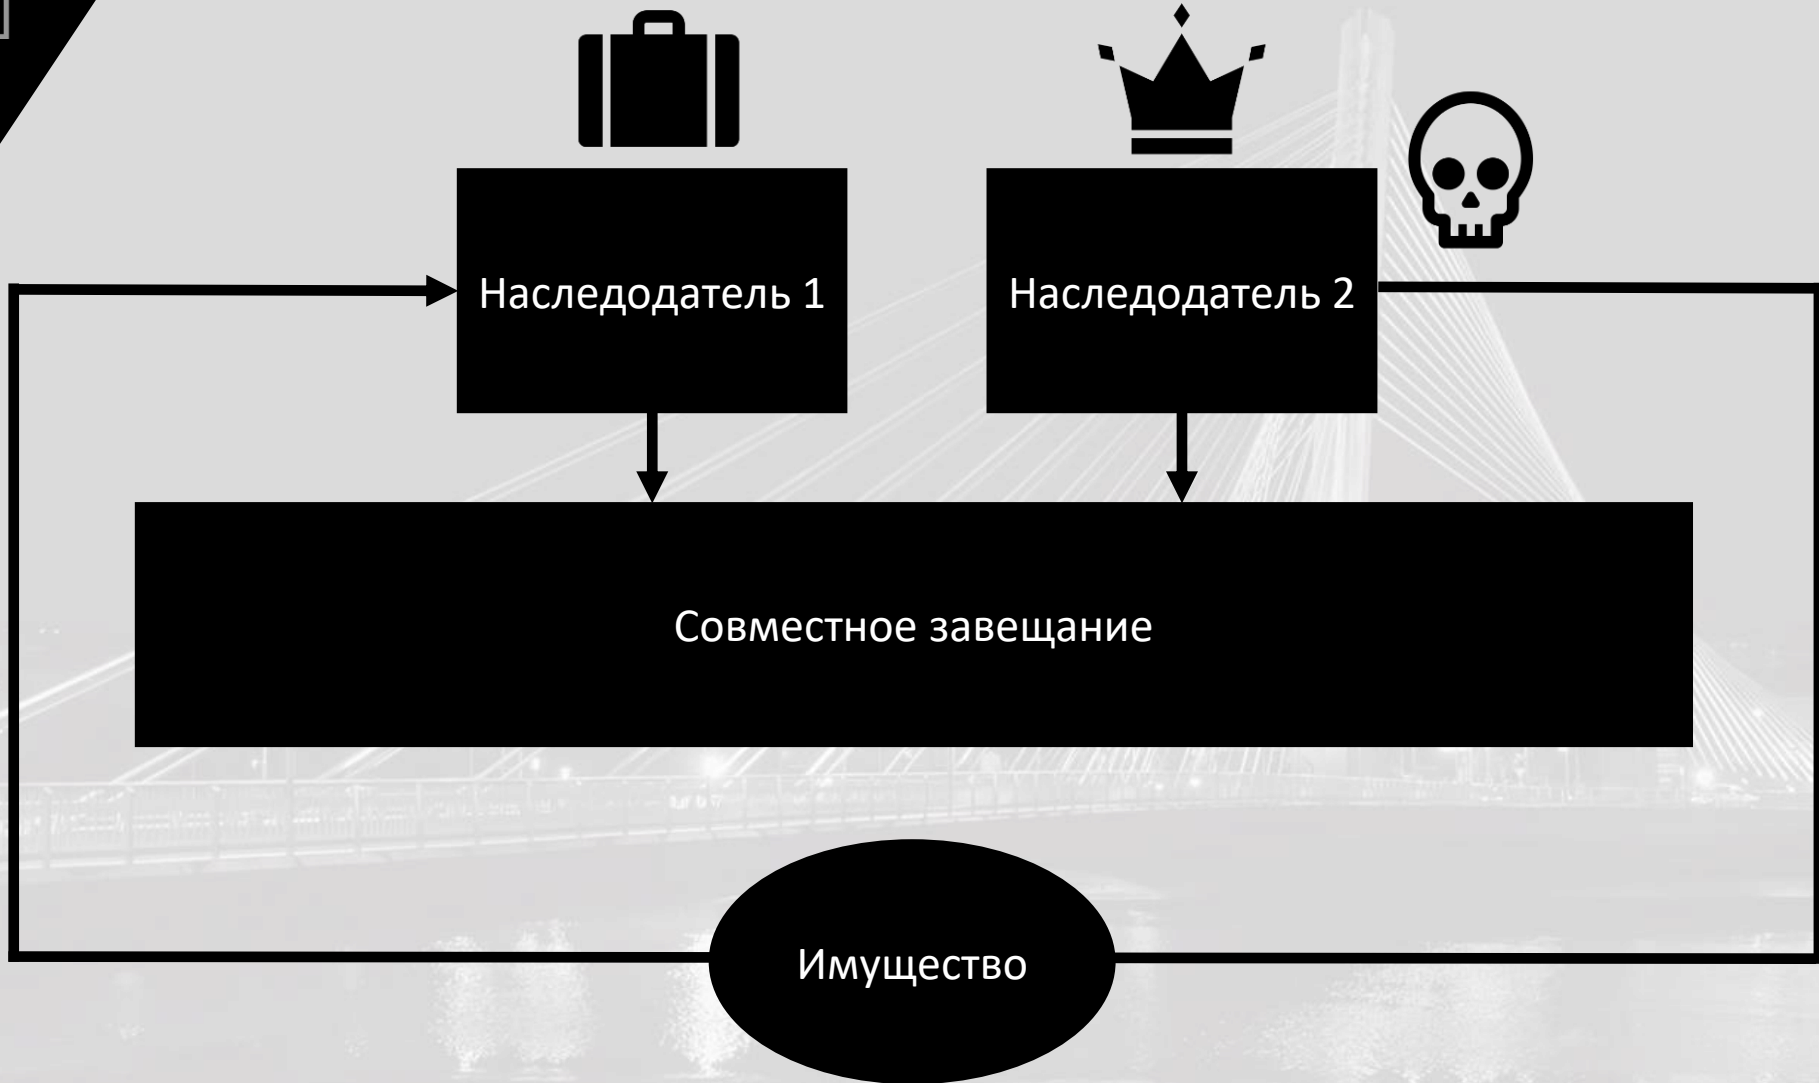 Наследодатель 1
Наследодатель 2
Совместное завещание
Имущество